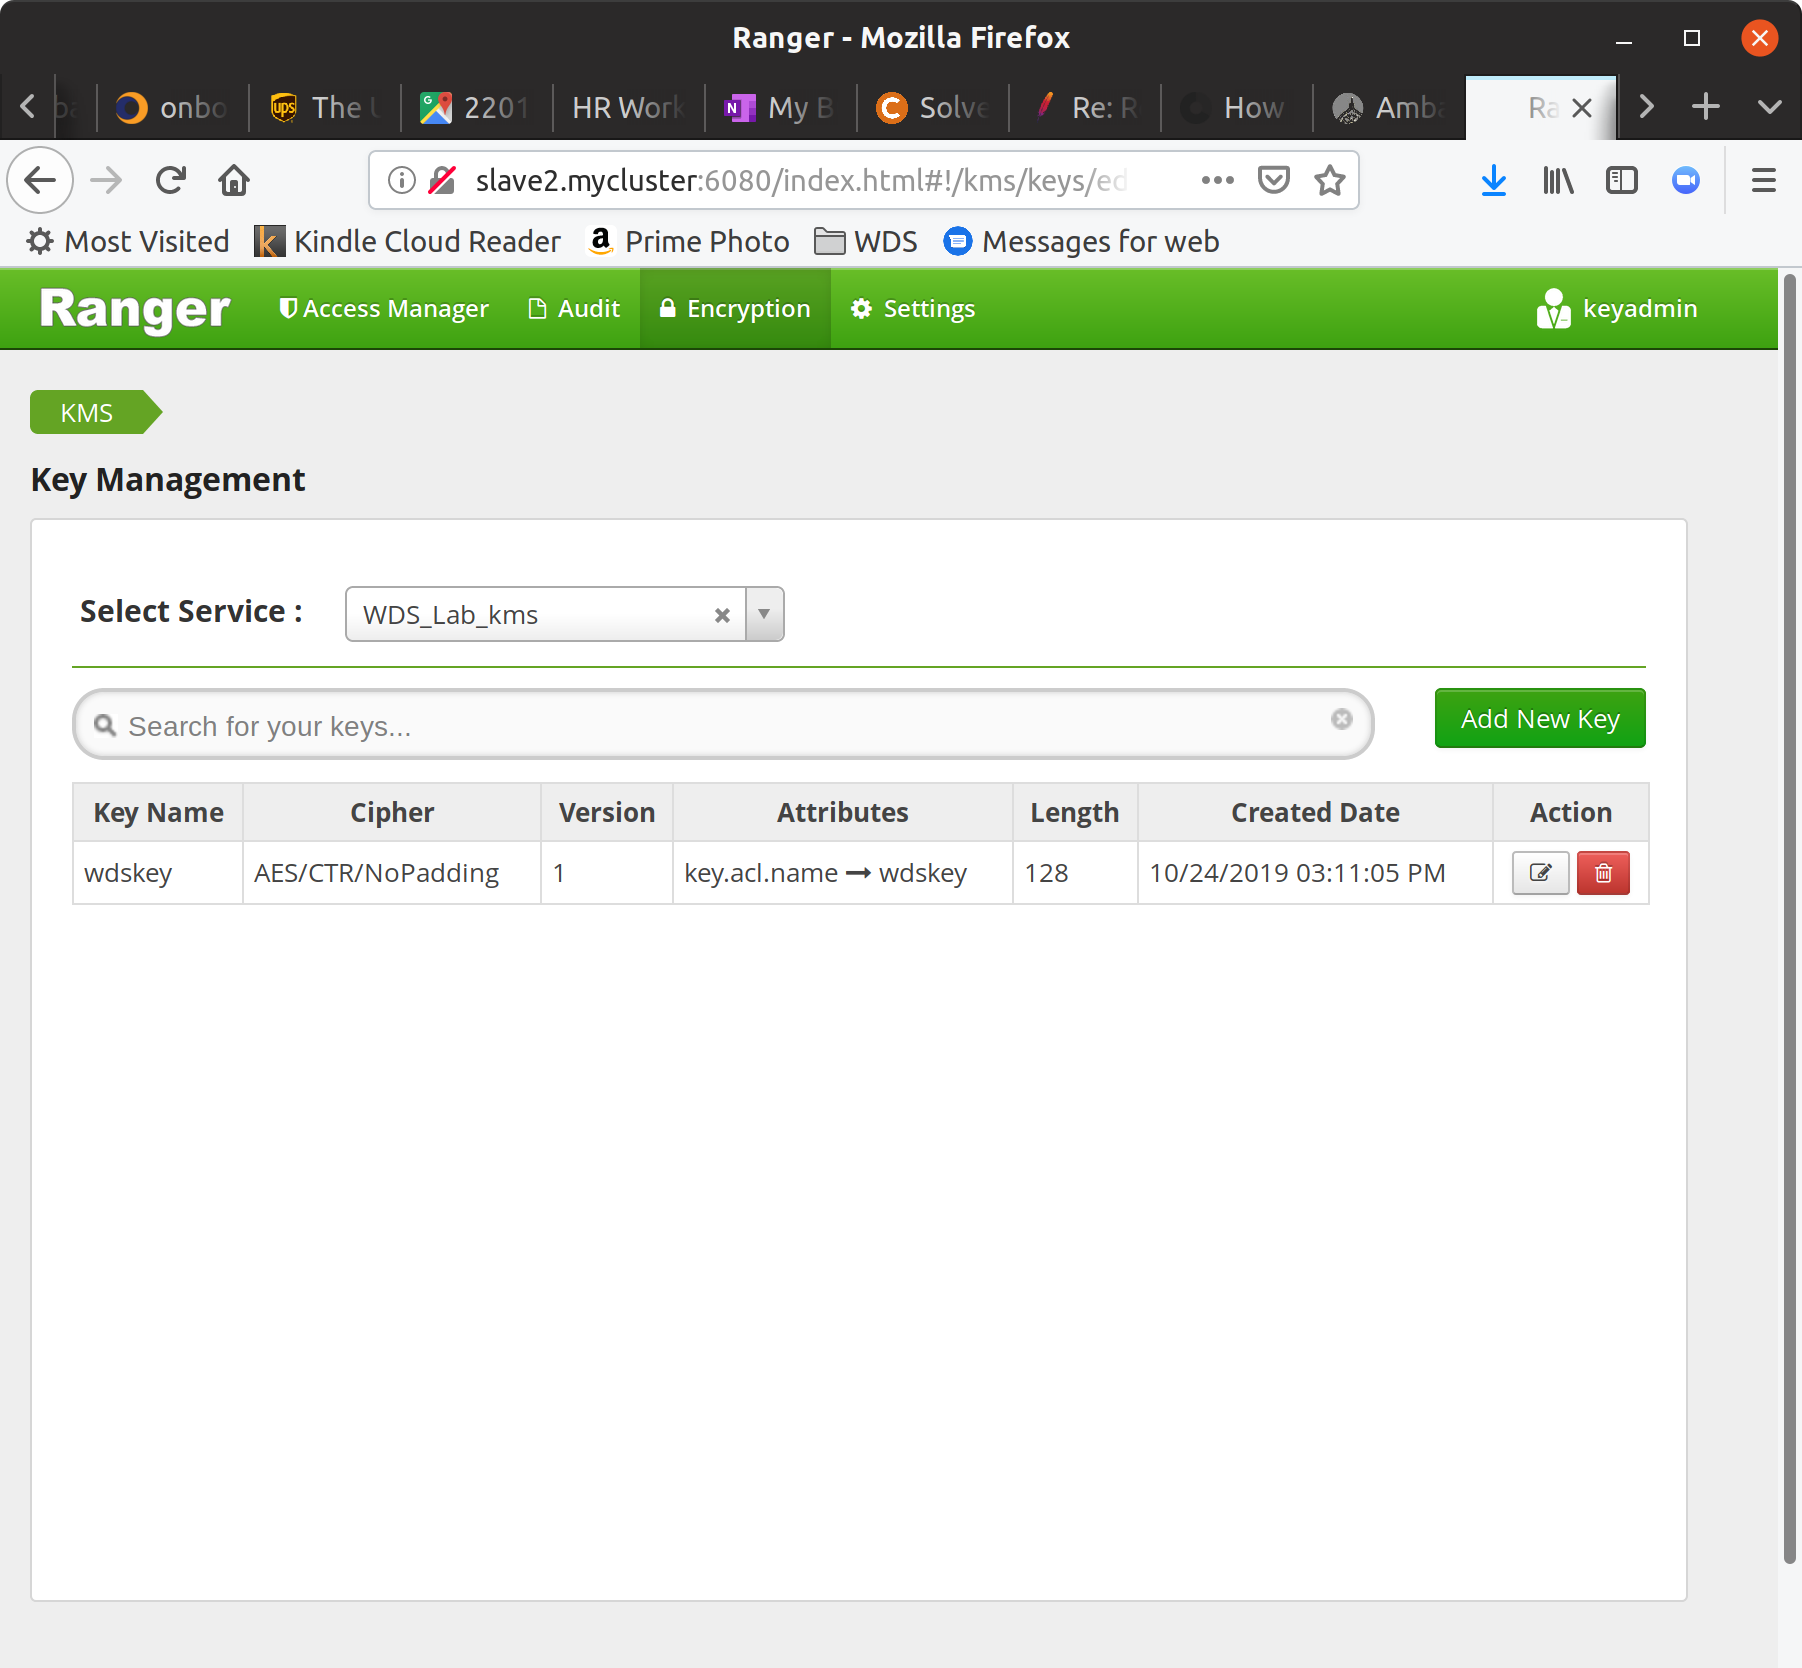 Ranger - Mozilla Firefox
onbo The U 2201 HR Work My B Solve Re: R How Amba Ra
slave2.mycluster:6080/index.html#!/kms/keys/ed
Most Visited Kindle Cloud Reader Prime Photo WDS Messages for web
Ranger Access Manager Audit Encryption Settings keyadmin
KMS
Key Management
Select Service : WDS_Lab_kms
Search for your keys... Add New Key
Key Name Cipher Version Attributes Length Created Date Action
wdskey AES/CTR/NoPadding 1 key.acl.name → wdskey 128 10/24/2019 03:11:05 PM